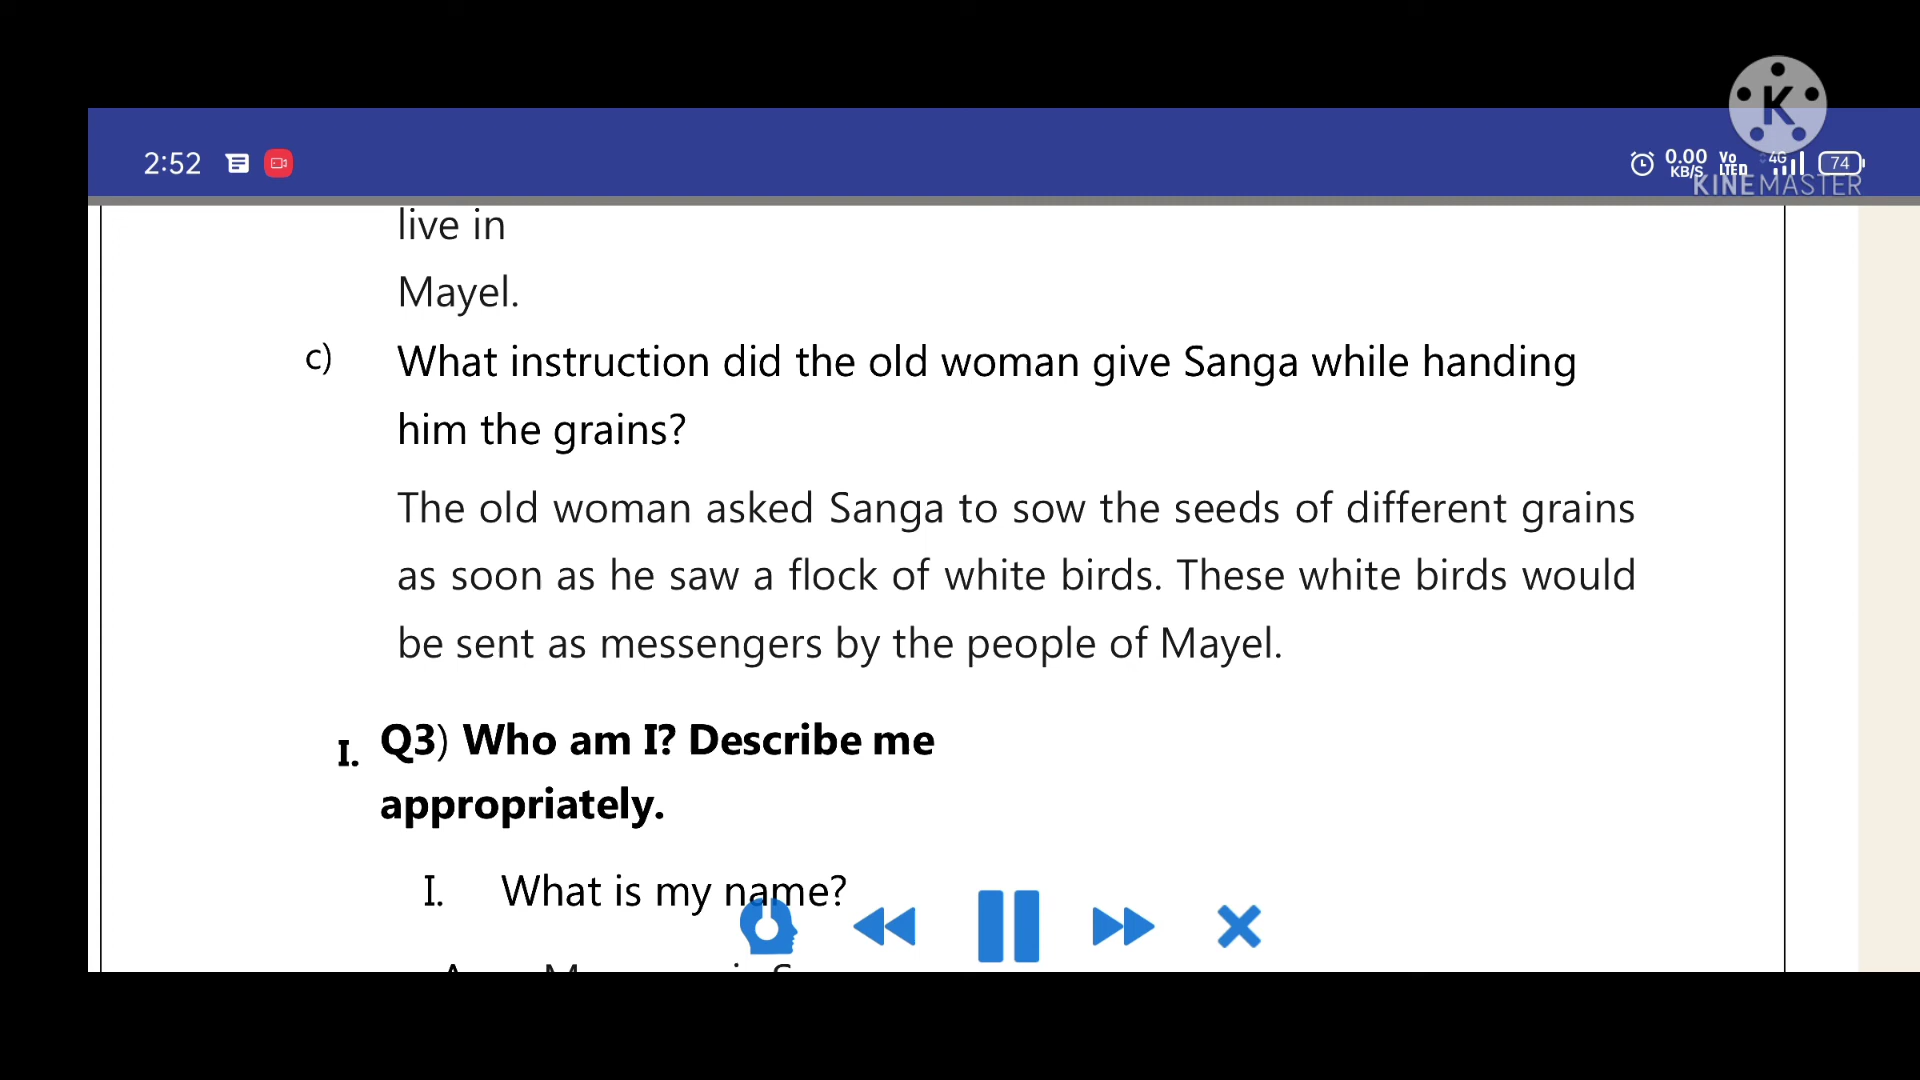 K
2:52
0.00 KB/S Vo LTED 4G 74
KINEMASTER
live in
Mayel.
c) What instruction did the old woman give Sanga while handing
him the grains?
The old woman asked Sanga to sow the seeds of different grains
as soon as he saw a flock of white birds. These white birds would
be sent as messengers by the people of Mayel.
I. Q3) Who am I? Describe me
appropriately.
I. What is my name?